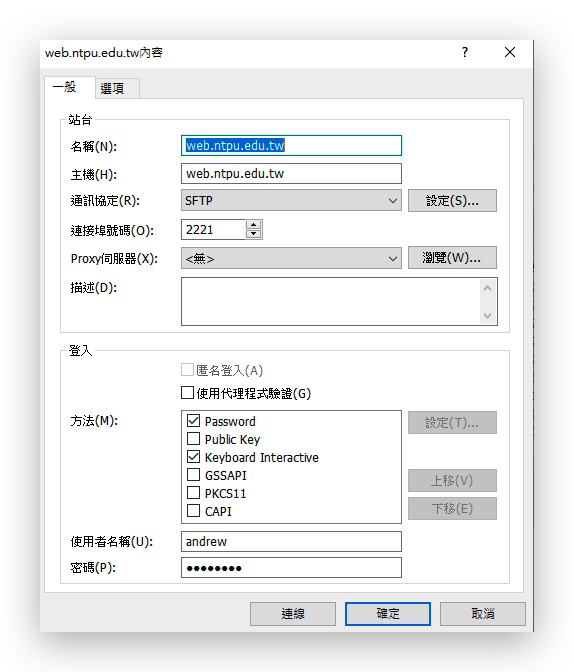 web.ntpu.edu.tw內容
一般 選項
站台
名稱(N): web.ntpu.edu.tw
主機(H): web.ntpu.edu.tw
通訊協定(R): SFTP 設定(S)...
連接埠號碼(O): 2221
Proxy伺服器(X): <無> 瀏覽(W)...
描述(D):
登入
匿名登入(A)
使用代理程式驗證(G)
方法(M): Password 設定(T)...
Public Key
Keyboard Interactive
GSSAPI 上移(V)
PKCS11
CAPI 下移(E)
使用者名稱(U): andrew
密碼(P): ●●●●●●●●
連線 確定 取消